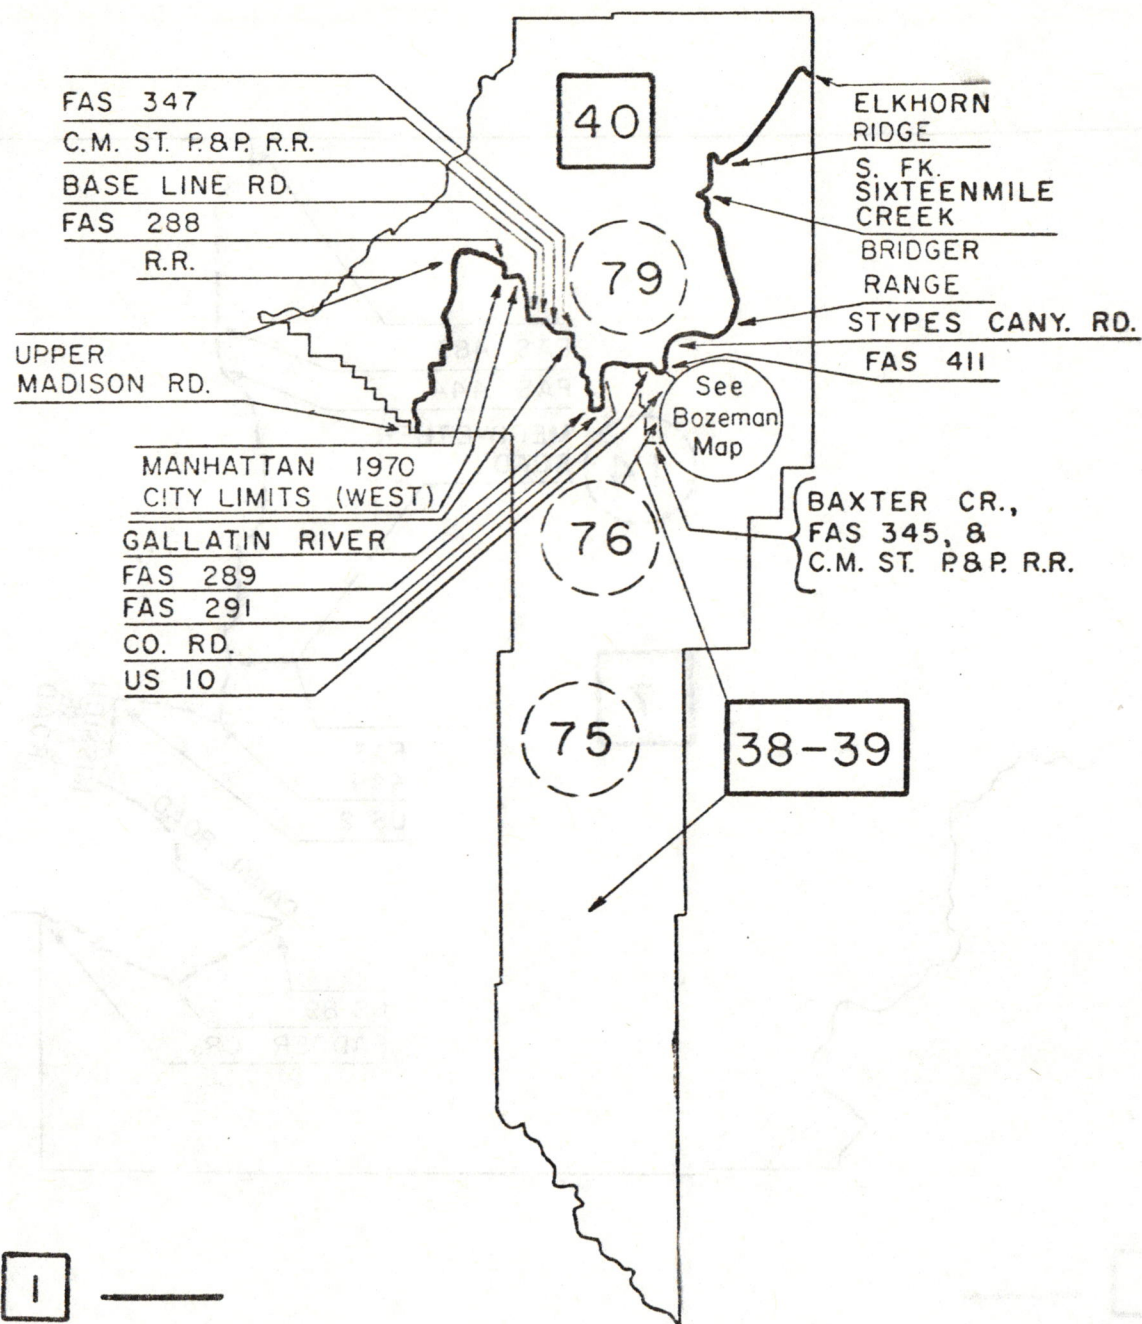 40
FAS 347
C.M. ST. P.&P. R.R.
BASE LINE RD.
FAS 288
R.R.
UPPER
MADISON RD.
MANHATTAN 1970
CITY LIMITS (WEST)
GALLATIN RIVER
FAS 289
FAS 291
CO. RD.
US 10
79
ELKHORN
RIDGE
S. FK.
SIXTEENMILE
CREEK
BRIDGER
RANGE
STYPES CANY. RD.
FAS 411
See
Bozeman
Map
BAXTER CR.,
FAS 345, &
C.M. ST. P.&P. R.R.
76
75
38-39
1